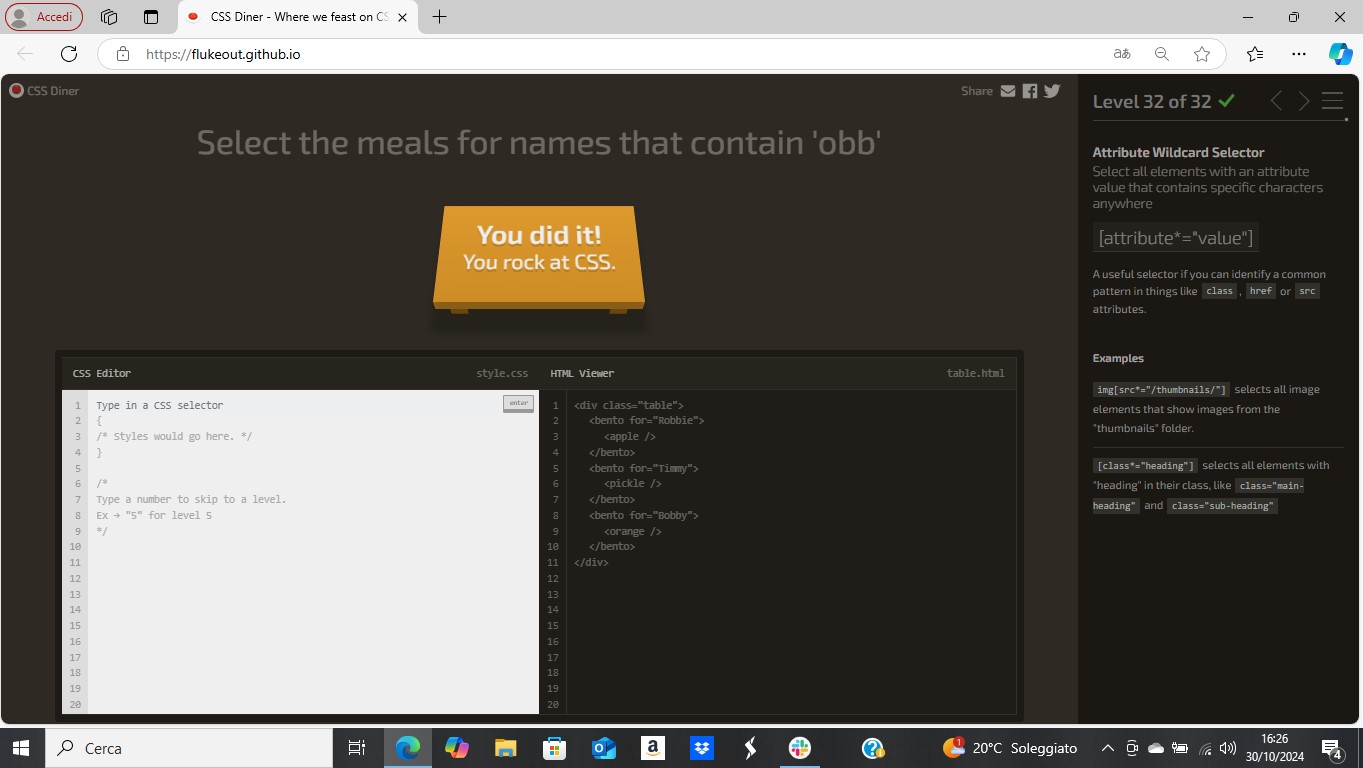 Accedi
CSS Diner - Where we feast on CS
https://flukeout.github.io
aあ
CSS Diner
Share
Select the meals for names that contain 'obb'
You did it!
You rock at CSS.
CSS Editor
style.css
1 Type in a CSS selector
enter
2 {
3 /* Styles would go here. */
4 }
5
6 /*
7 Type a number to skip to a level.
8 Ex → "5" for level 5
9 */
10
11
12
13
14
15
16
17
18
19
20
HTML Viewer
table.html
1 <div class="table">
2 <bento for="Robbie">
3 <apple />
4 </bento>
5 <bento for="Timmy">
6 <pickle />
7 </bento>
8 <bento for="Bobby">
9 <orange />
10 </bento>
11 </div>
12
13
14
15
16
17
18
19
20
Level 32 of 32
Attribute Wildcard Selector
Select all elements with an attribute
value that contains specific characters
anywhere
[attribute*="value"]
A useful selector if you can identify a common
pattern in things like class , href or src
attributes.
Examples
img[src*="/thumbnails/"] selects all image
elements that show images from the
"thumbnails" folder.
[class*="heading"] selects all elements with
"heading" in their class, like class="main-
heading" and class="sub-heading"
Cerca
a
1
20°C Soleggiato
16:26
30/10/2024
4